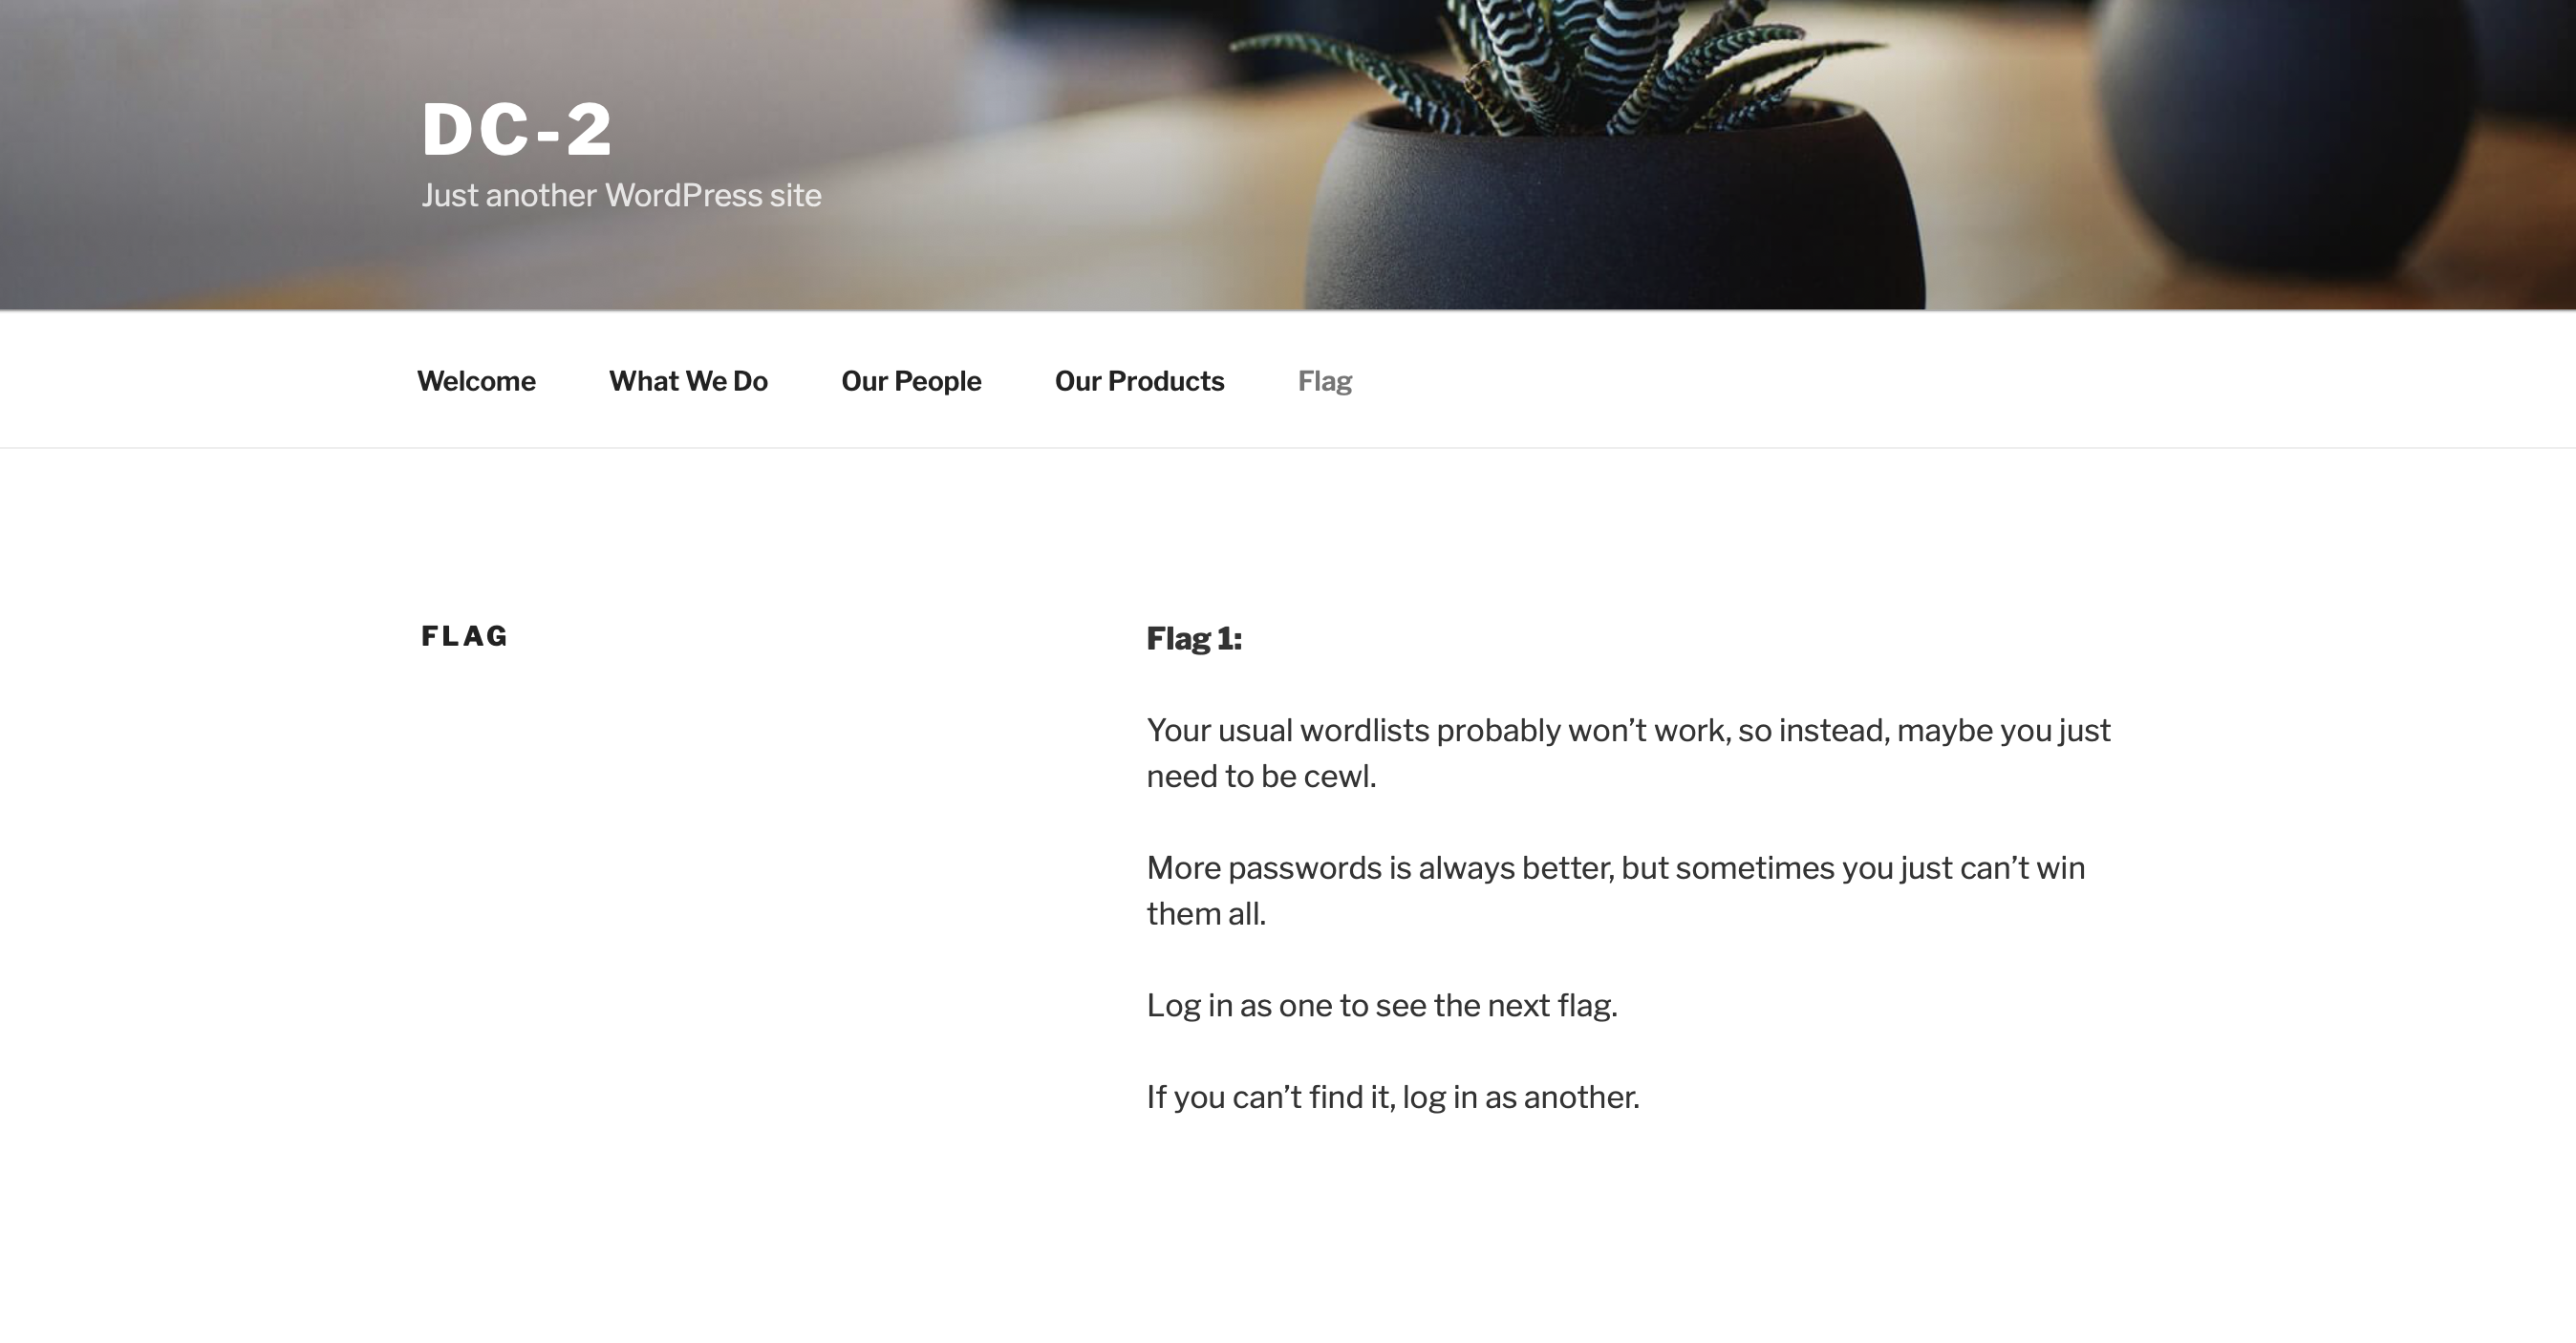 DC-2
Just another WordPress site
Welcome What We Do Our People Our Products Flag
FLAG
Flag 1:
Your usual wordlists probably won’t work, so instead, maybe you just
need to be cewl.
More passwords is always better, but sometimes you just can’t win
them all.
Log in as one to see the next flag.
If you can’t find it, log in as another.